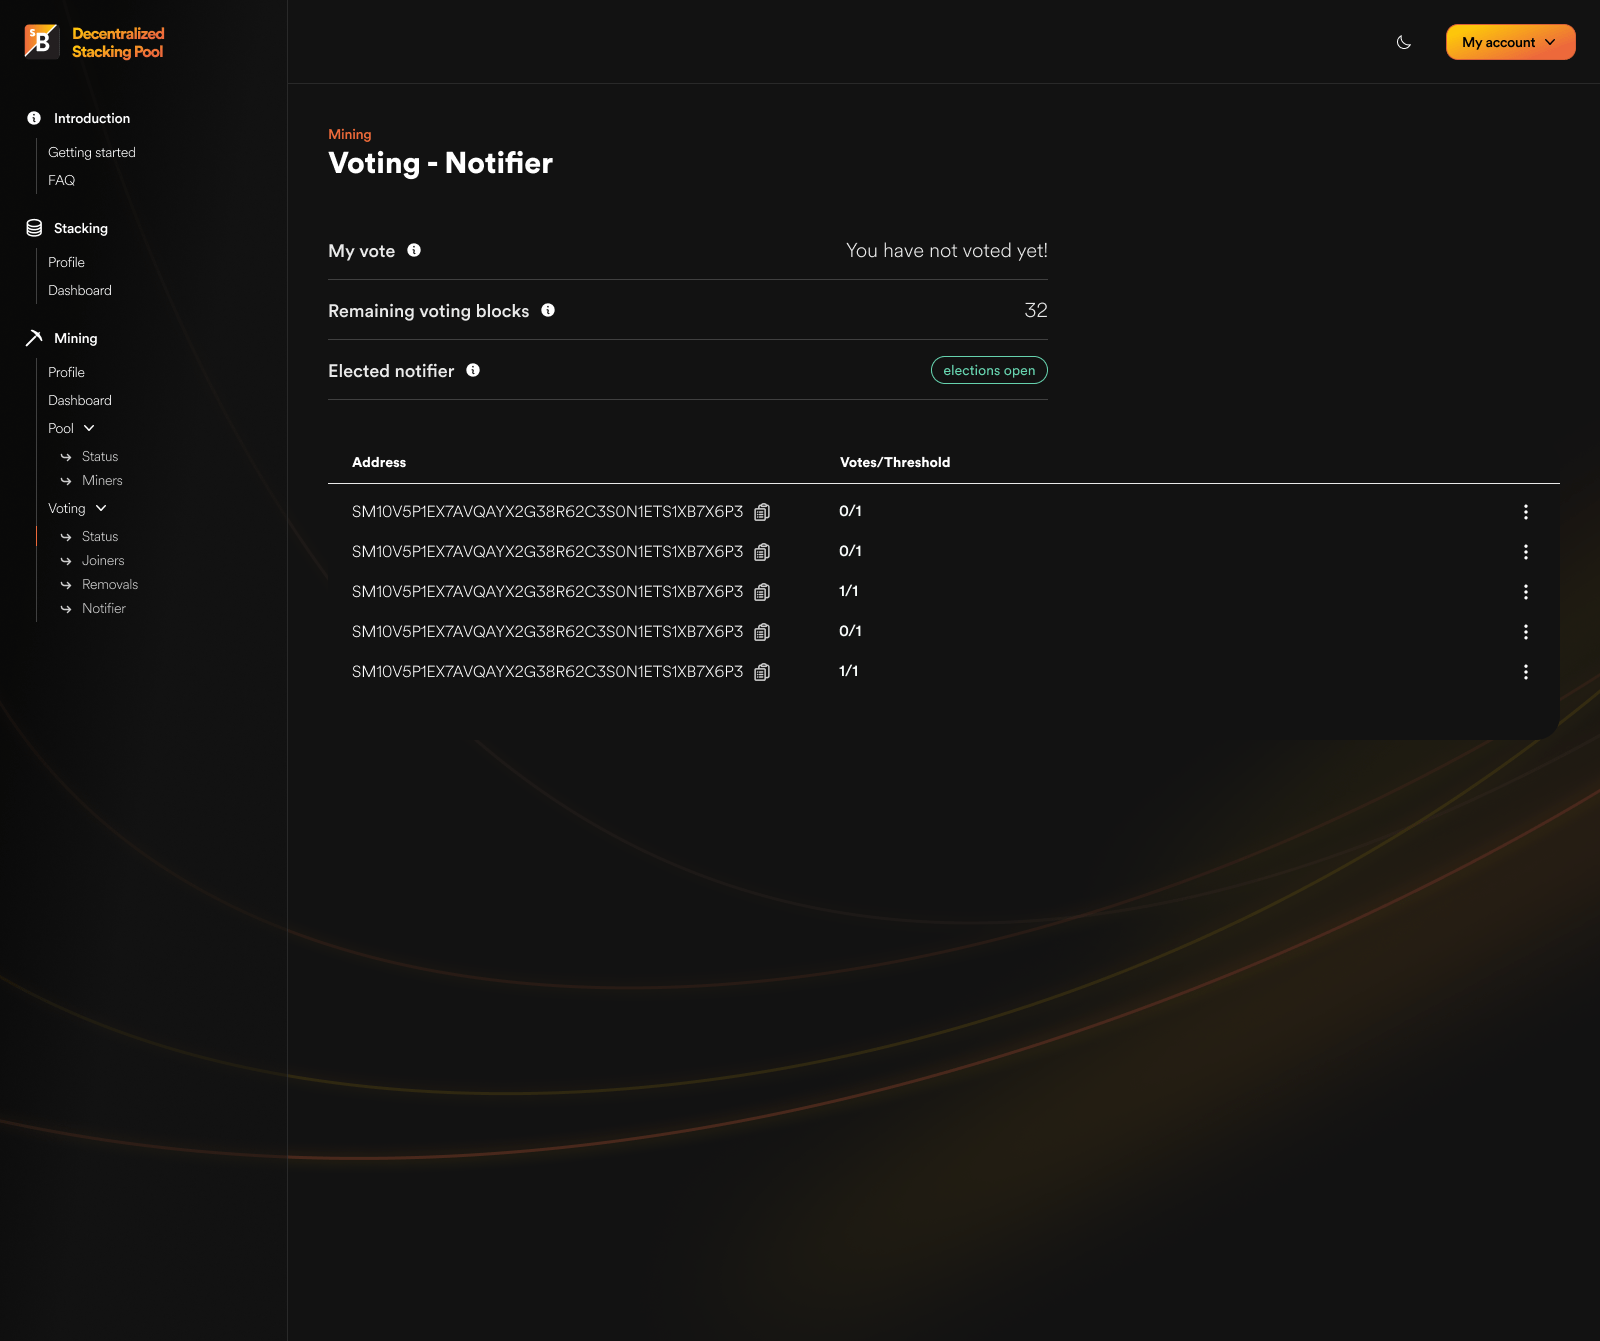 SB
Decentralized
Stacking Pool
My account
Introduction
Getting started
FAQ
Stacking
Profile
Dashboard
Mining
Profile
Dashboard
Pool
Status
Miners
Voting
Status
Joiners
Removals
Notifier
Mining
Voting - Notifier
My vote
You have not voted yet!
Remaining voting blocks
32
Elected notifier
elections open
Address Votes/Threshold
SM10V5P1EX7AVQAYX2G38R62C3S0N1ETS1XB7X6P3 0/1
SM10V5P1EX7AVQAYX2G38R62C3S0N1ETS1XB7X6P3 0/1
SM10V5P1EX7AVQAYX2G38R62C3S0N1ETS1XB7X6P3 1/1
SM10V5P1EX7AVQAYX2G38R62C3S0N1ETS1XB7X6P3 0/1
SM10V5P1EX7AVQAYX2G38R62C3S0N1ETS1XB7X6P3 1/1